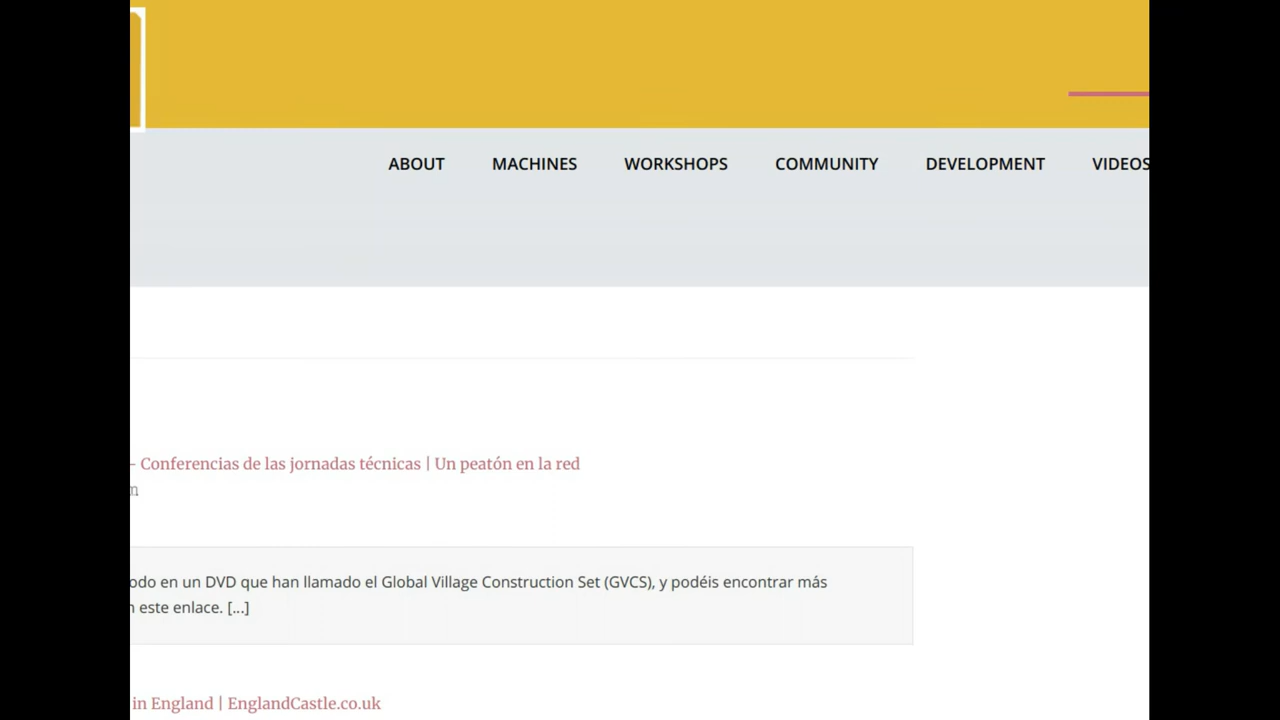 ABOUT MACHINES WORKSHOPS COMMUNITY DEVELOPMENT VIDEOS
– Conferencias de las jornadas técnicas | Un peatón en la red
odo en un DVD que han llamado el Global Village Construction Set (GVCS), y podéis encontrar más
este enlace. [...]
in England | EnglandCastle.co.uk